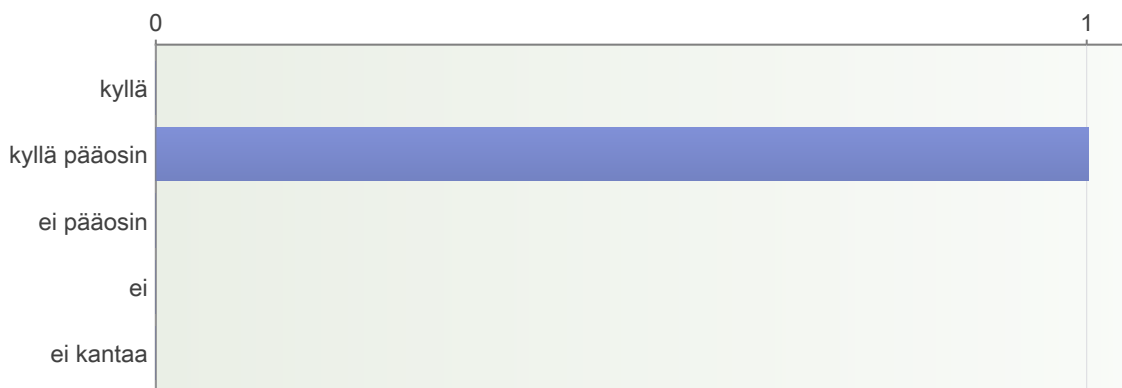 0 1
kyllä
kyllä pääosin
ei pääosin
ei
ei kantaa